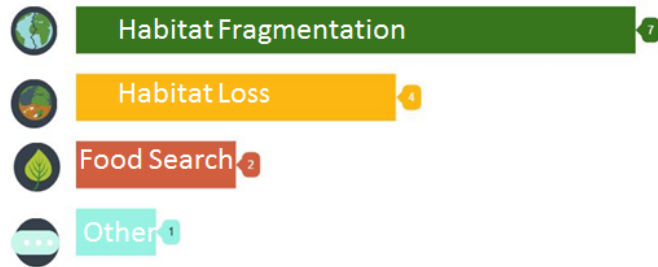 Habitat Fragmentation 7
Habitat Loss 4
Food Search 2
Other 1